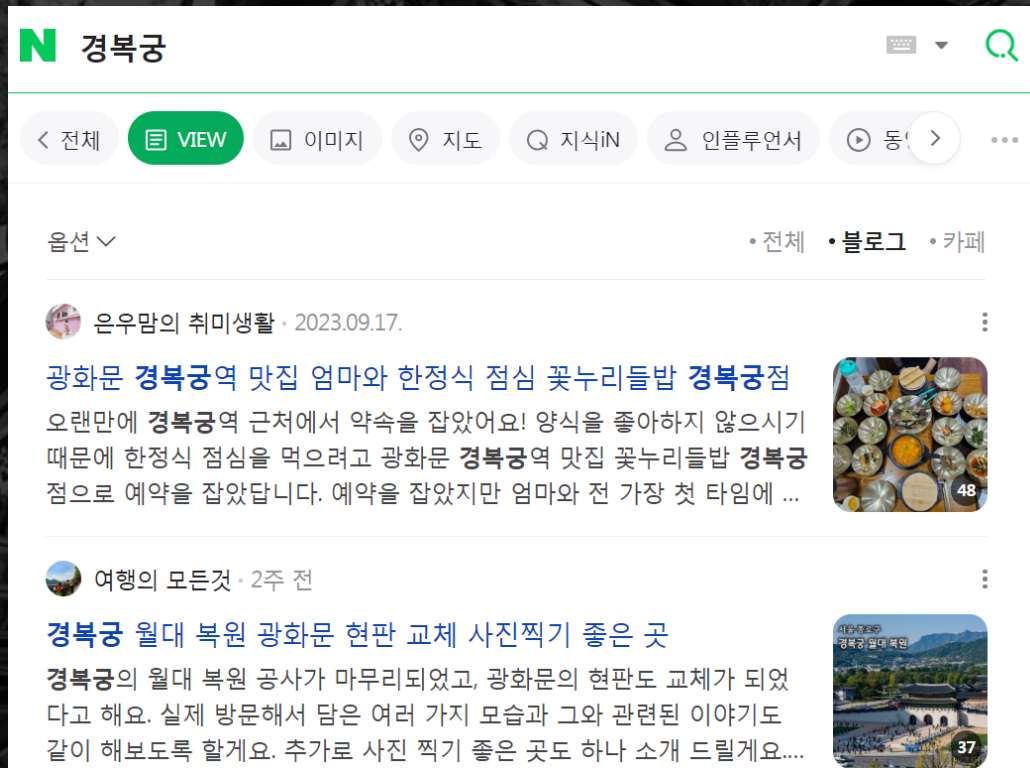 N 경복궁
전체 VIEW 이미지 지도 지식iN 인플루언서
옵션
• 전체 • 블로그 • 카페
은우맘의 취미생활 · 2023.09.17.
광화문 경복궁역 맛집 엄마와 한정식 점심 꽃누리들밥 경복궁점
오랜만에 경복궁역 근처에서 약속을 잡았어요! 양식을 좋아하지 않으시기
때문에 한정식 점심을 먹으려고 광화문 경복궁역 맛집 꽃누리들밥 경복궁
점으로 예약을 잡았답니다. 예약을 잡았지만 엄마와 전 가장 첫 타임에 ...
48
여행의 모든것 · 2주 전
경복궁 월대 복원 광화문 현판 교체 사진찍기 좋은 곳
경복궁의 월대 복원 공사가 마무리되었고, 광화문의 현판도 교체가 되었
다고 해요. 실제 방문해서 담은 여러 가지 모습과 그와 관련된 이야기도
같이 해보도록 할게요. 추가로 사진 찍기 좋은 곳도 하나 소개 드릴게요....
서울 종로구
경복궁 월대 복원
37